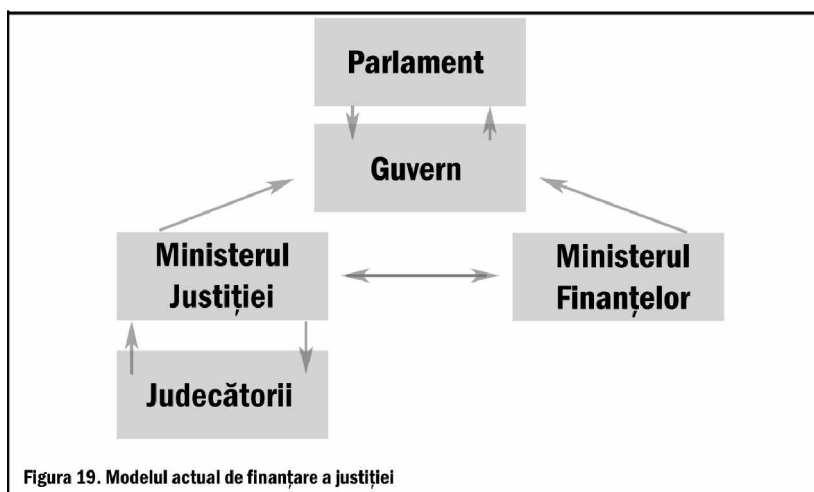 Parlament
Guvern
Ministerul
Justiției
Ministerul
Finanțelor
Judecătorii
Figura 19. Modelul actual de finanțare a justiției